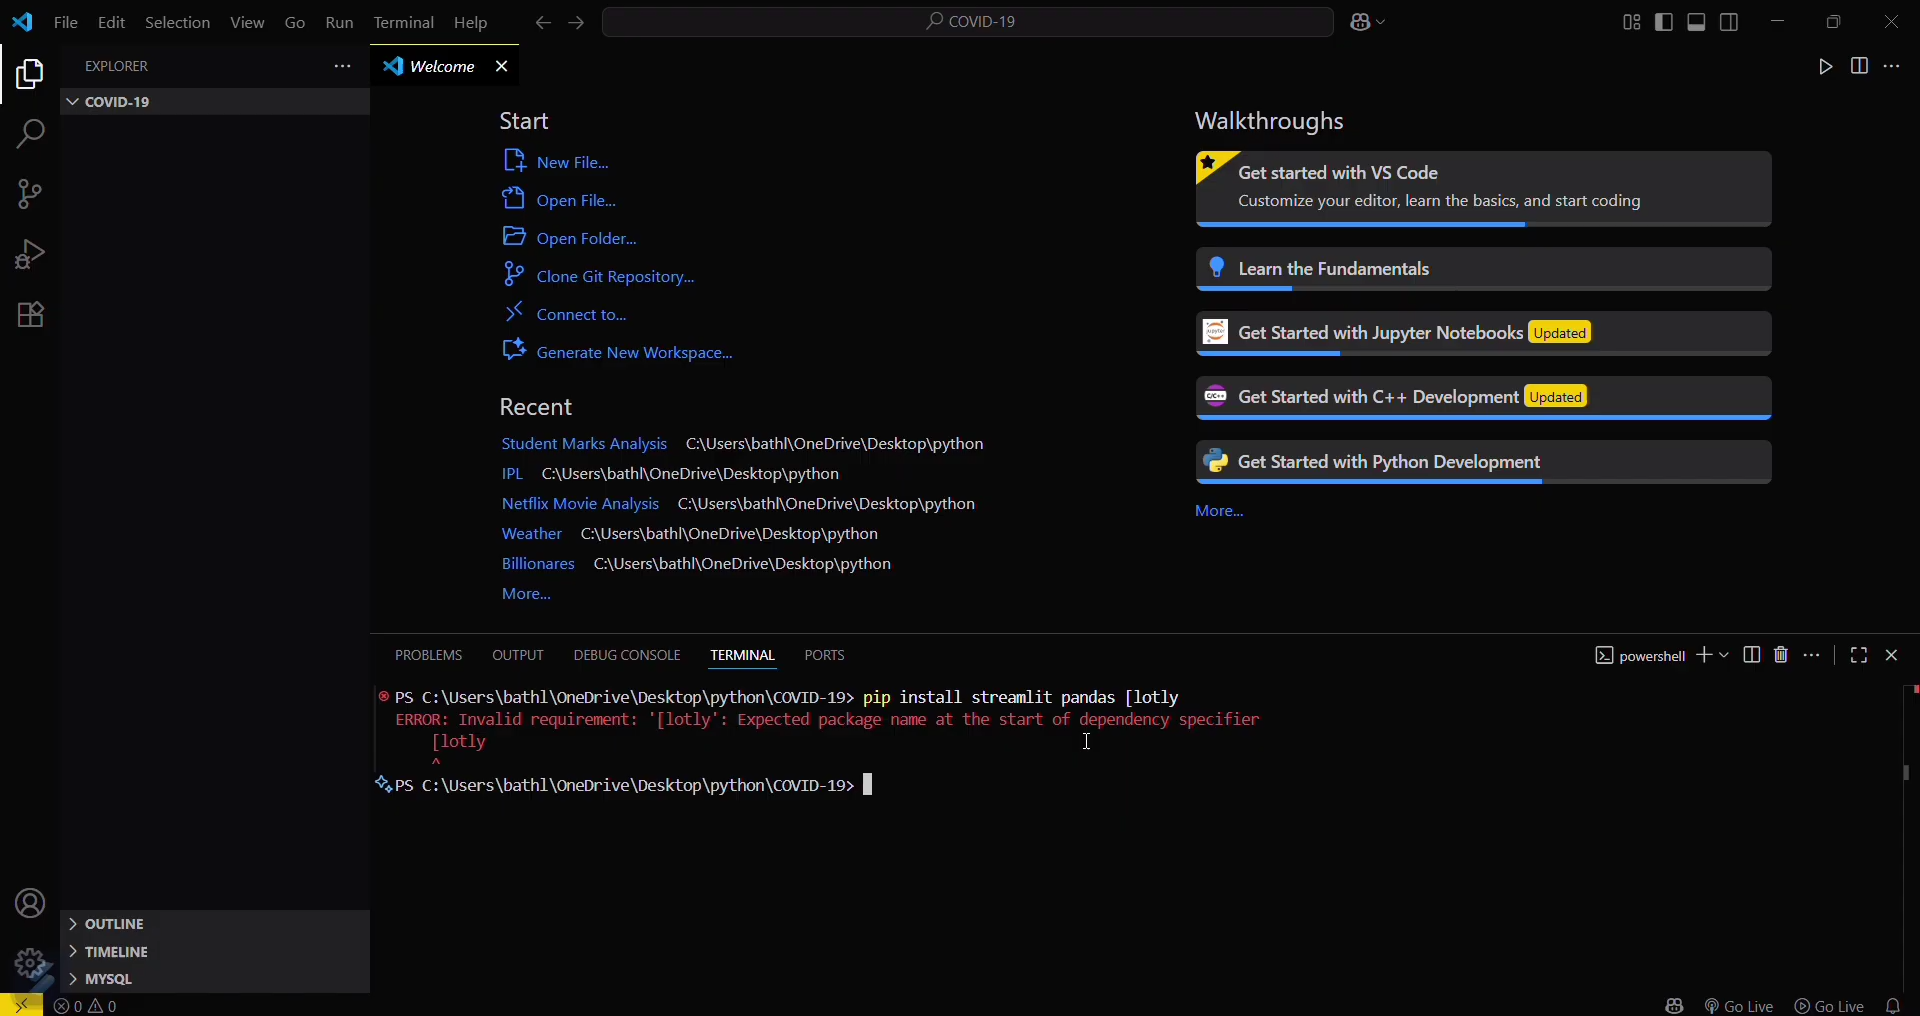 File Edit Selection View Go Run Terminal Help
COVID-19
EXPLORER
Welcome
COVID-19
Start
New File...
Open File...
Open Folder...
Clone Git Repository...
Connect to...
Generate New Workspace...
Recent
Student Marks Analysis C:\Users\bathl\OneDrive\Desktop\python
IPL C:\Users\bathl\OneDrive\Desktop\python
Netflix Movie Analysis C:\Users\bathl\OneDrive\Desktop\python
Weather C:\Users\bathl\OneDrive\Desktop\python
Billionares C:\Users\bathl\OneDrive\Desktop\python
More...
Walkthroughs
Get started with VS Code
Customize your editor, learn the basics, and start coding
Learn the Fundamentals
Get Started with Jupyter Notebooks Updated
Get Started with C++ Development Updated
Get Started with Python Development
More...
PROBLEMS OUTPUT DEBUG CONSOLE TERMINAL PORTS
powershell
PS C:\Users\bathl\OneDrive\Desktop\python\COVID-19> pip install streamlit pandas [lotly
ERROR: Invalid requirement: '[lotly': Expected package name at the start of dependency specifier
[lotly
^
PS C:\Users\bathl\OneDrive\Desktop\python\COVID-19>
OUTLINE
TIMELINE
MYSQL
0 0
Go Live Go Live